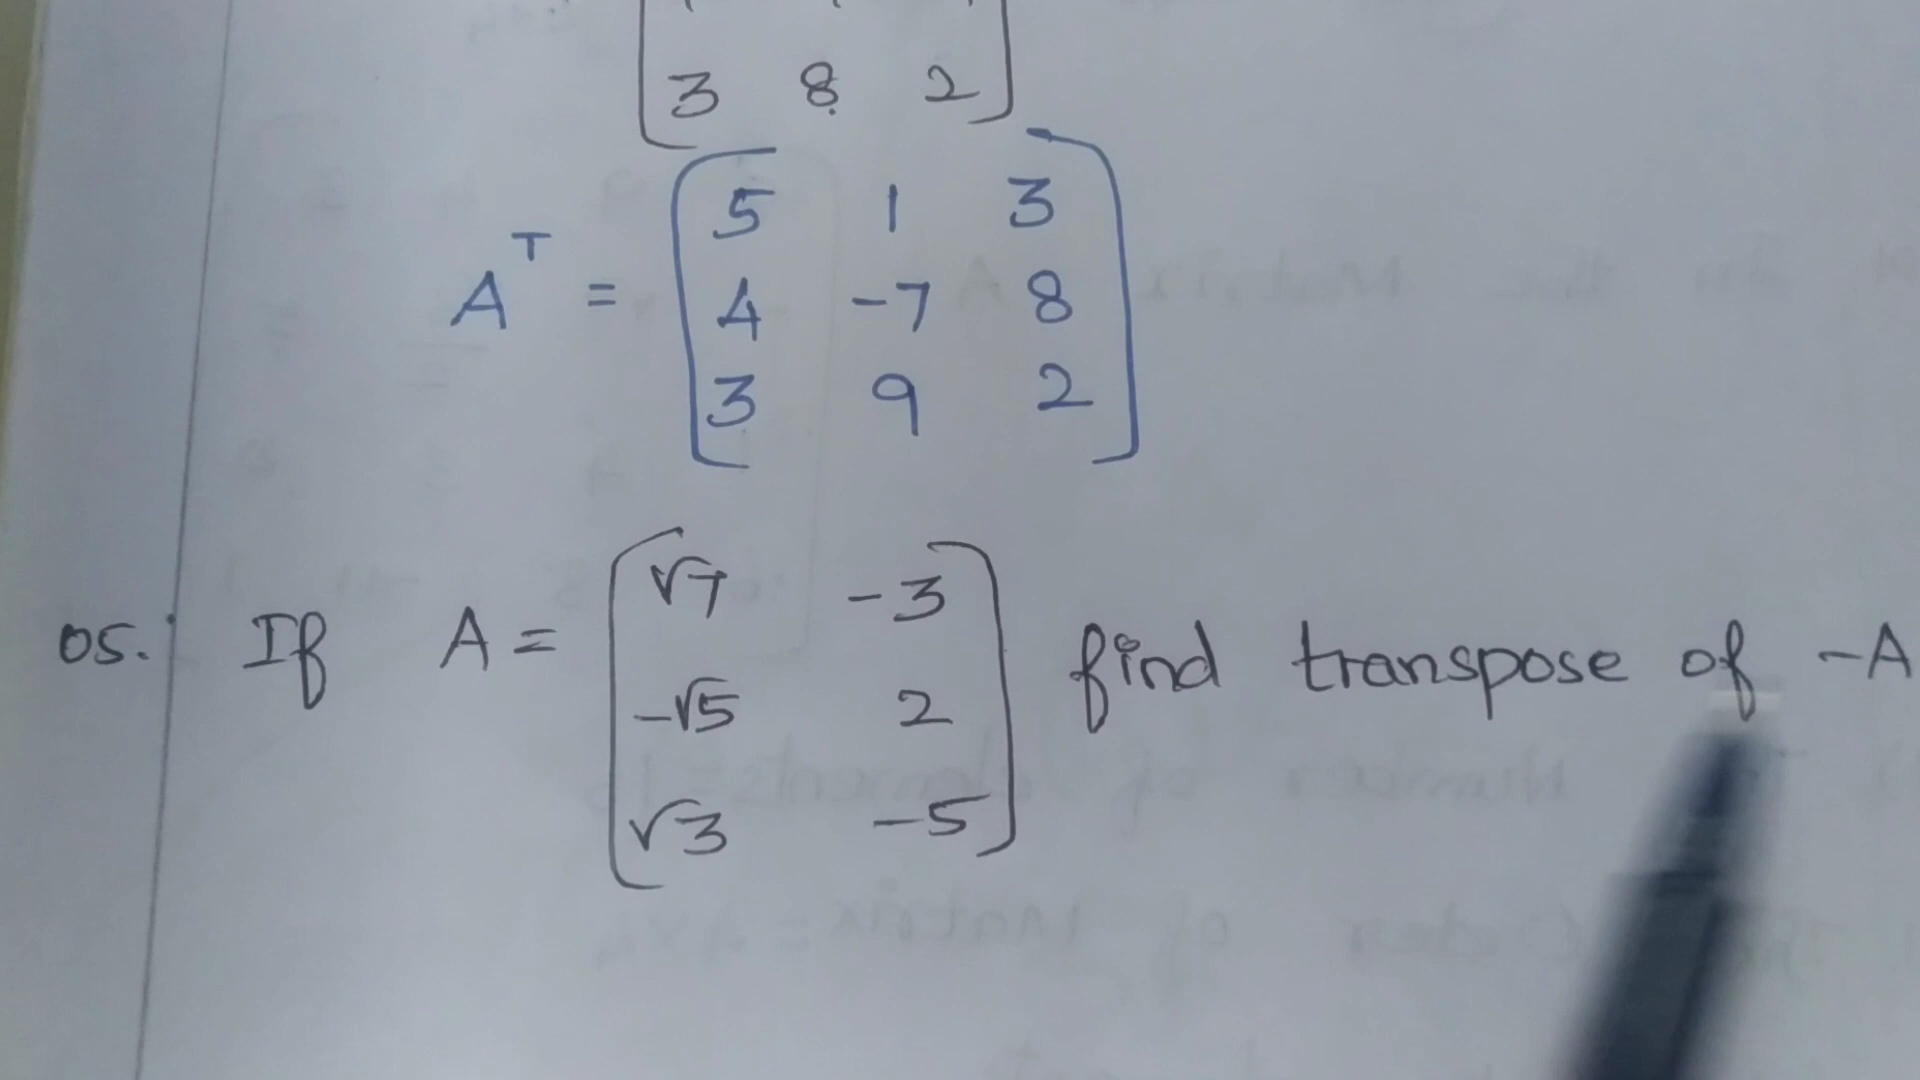 3 8 2
5 1 3
A^T = 4 -7 8
3 9 2
√7 -3
05. If A = -√5 2 find transpose of -A
√3 -5